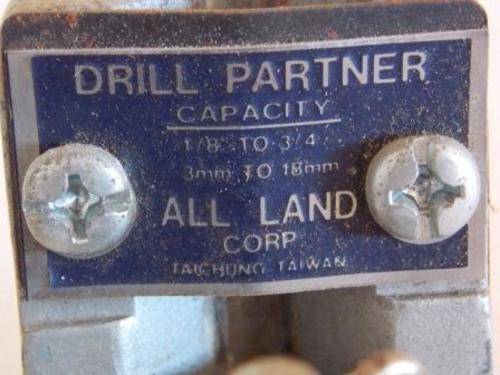 DRILL PARTNER
CAPACITY
1/8 TO 3/4
3mm TO 18mm
ALL LAND
CORP
TAICHUNG TAIWAN